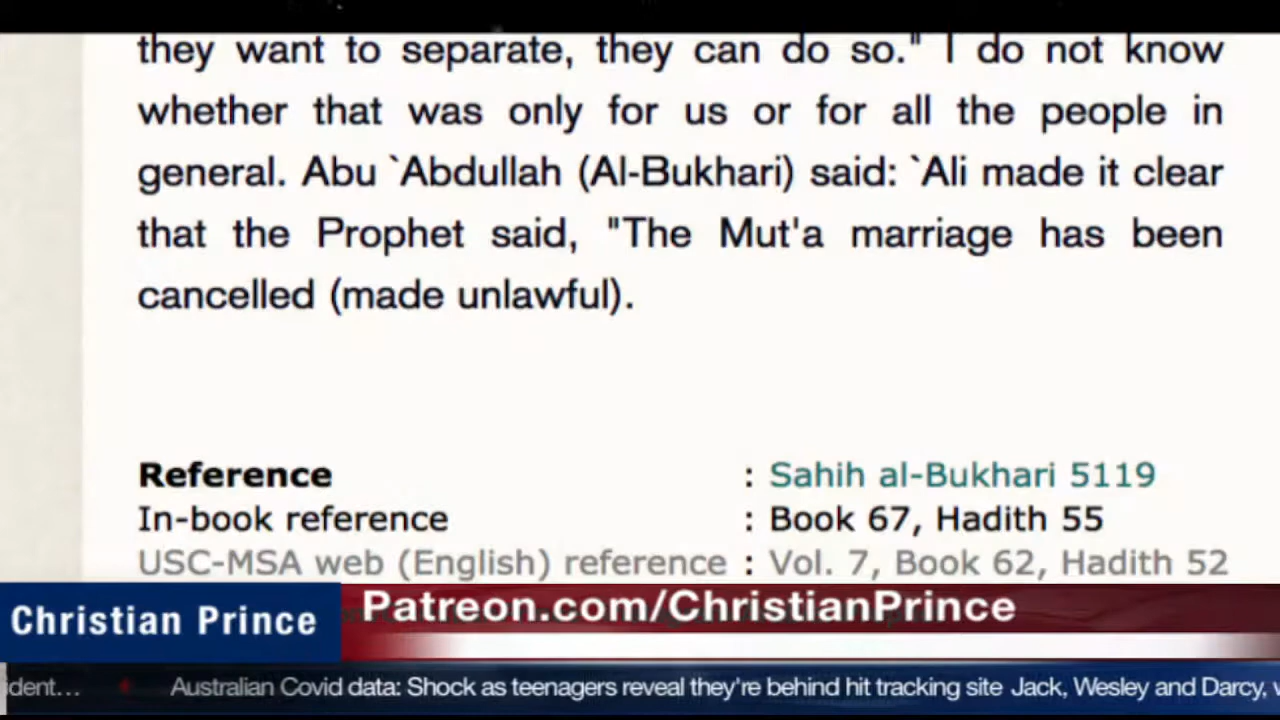 they want to separate, they can do so." I do not know
whether that was only for us or for all the people in
general. Abu `Abdullah (Al-Bukhari) said: `Ali made it clear
that the Prophet said, "The Mut'a marriage has been
cancelled (made unlawful).
Reference : Sahih al-Bukhari 5119
In-book reference : Book 67, Hadith 55
USC-MSA web (English) reference : Vol. 7, Book 62, Hadith 52
Christian Prince
Patreon.com/ChristianPrince
ident... Australian Covid data: Shock as teenagers reveal they're behind hit tracking site Jack, Wesley and Darcy,